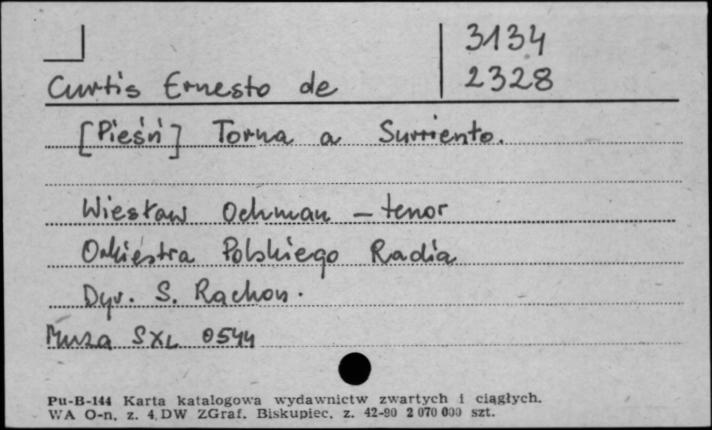 3134
Curtis Ernesto de 2328
[Pieśń] Torna a Surriento.
Wiesław Ochman – tenor
Orkiestra Polskiego Radia
Dyr. S. Rachoń.
Muza SXL 0544
Pu-B-144 Karta katalogowa wydawnictw zwartych i ciągłych.
WA O-n. z. 4. DW ZGraf. Biskupiec. z. 42-90 2 070 000 szt.